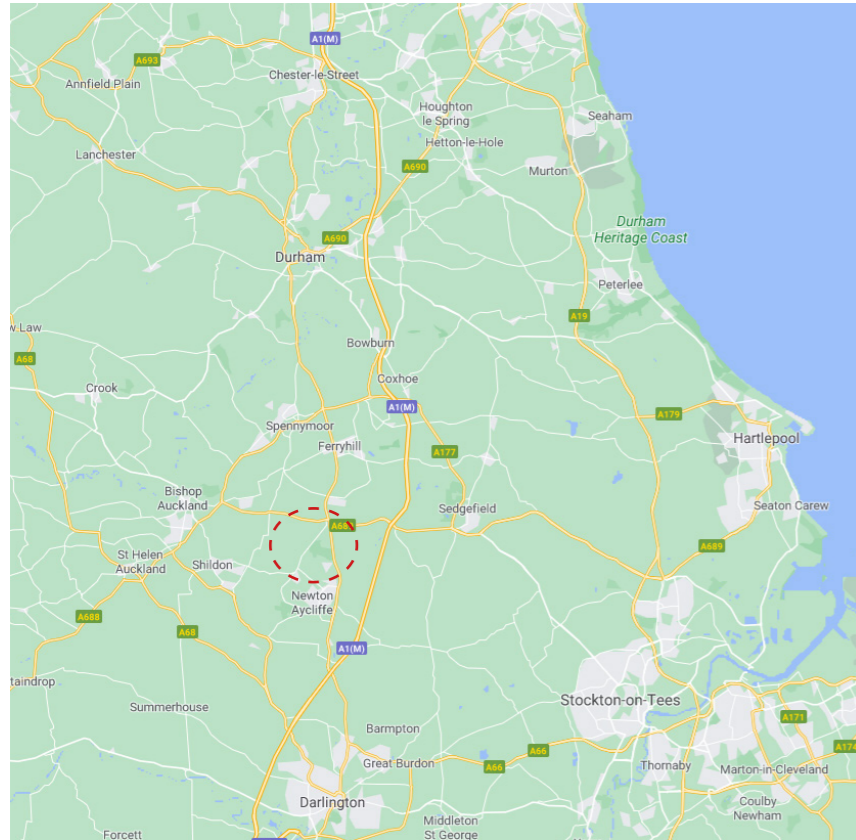 A1(M)
A693
Chester-le-Street
Annfield Plain
Houghton
le Spring
Seaham
Hetton-le-Hole
Lanchester
A690
Murton
Durham
Heritage Coast
A690
Durham
Peterlee
A19
w Law
Bowburn
A68
Coxhoe
Crook
A1(M)
A179
Spennymoor
Hartlepool
Ferryhill
A177
Bishop
Auckland
Sedgefield
Seaton Carew
A68
A689
St Helen
Auckland
Shildon
Newton
Aycliffe
A688
A68
A1(M)
taindrop
Stockton-on-Tees
Summerhouse
A171
Barmpton
A66
A174
Great Burdon
A66
Thornaby
Marton-in-Cleveland
Darlington
Coulby
Newham
Middleton
St George
Forcett